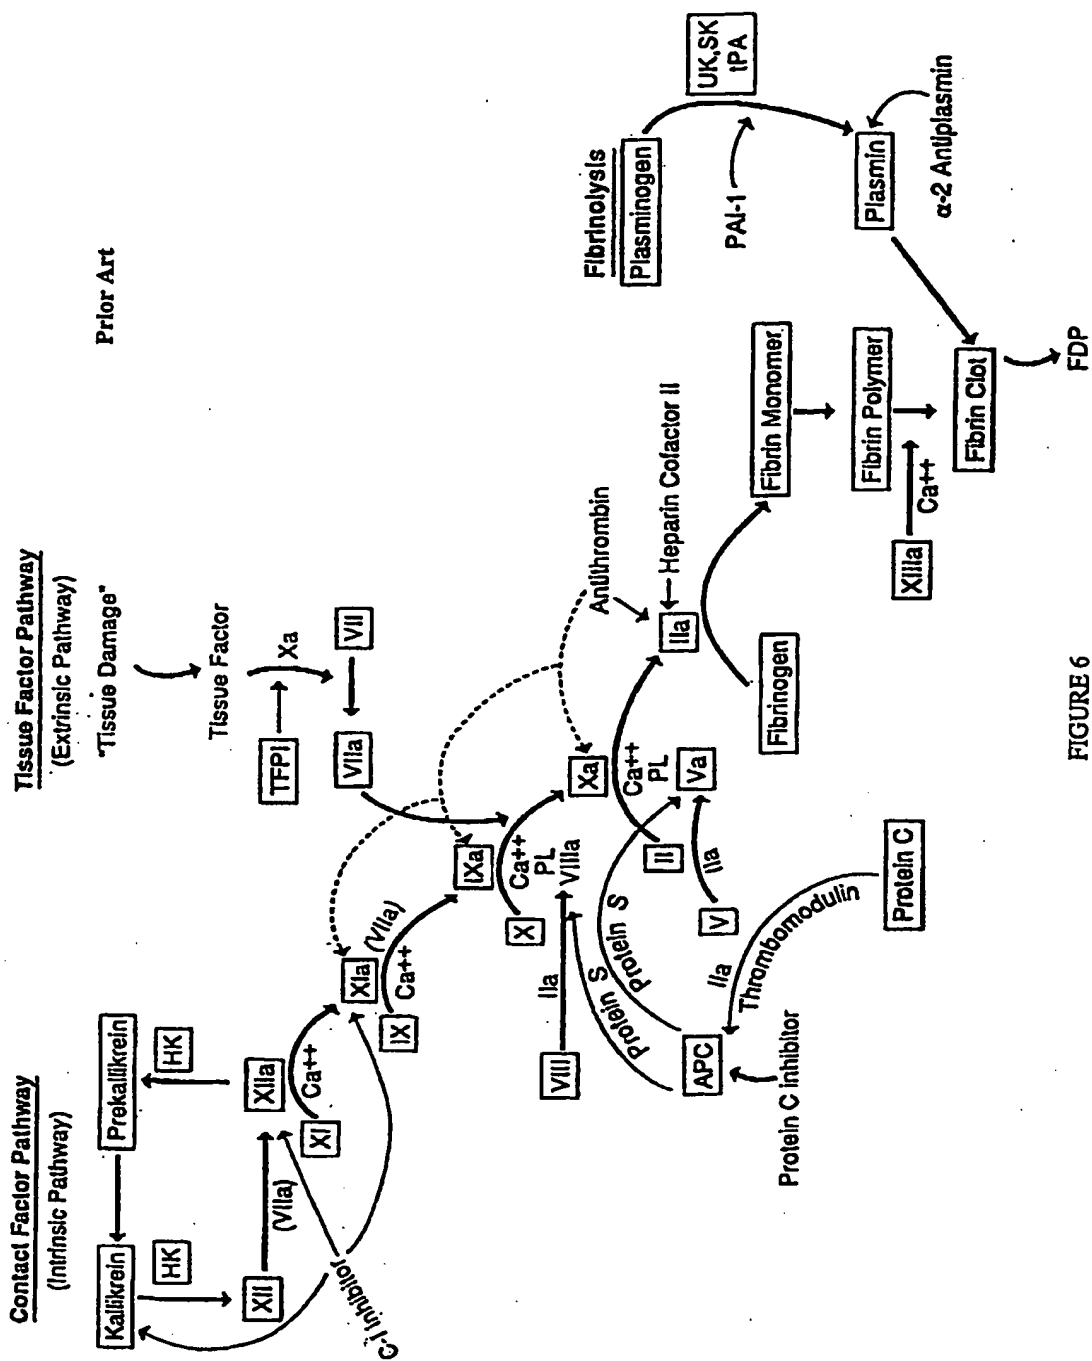 Contact Factor Pathway
(Intrinsic Pathway)
Kallikrein
Prekallikrein
HK
HK
XII
(VIIa)
XIIa
C-1 inhibitor
XI
Ca++
XIa
(VIIa)
IX
Ca++
IXa
Tissue Factor Pathway
(Extrinsic Pathway)
"Tissue Damage"
Tissue Factor
TFPI
Xa
VIIa
VII
Prior Art
X
Ca++
PL
VIIIa
Xa
VIII
IIa
Protein S
Protein S
APC
Protein C inhibitor
IIa
Thrombomodulin
Protein C
V
IIa
Va
II
Ca++
PL
IIa
Antithrombin
Heparin Cofactor II
Fibrinogen
Fibrin Monomer
Fibrin Polymer
XIIIa
Ca++
Fibrin Clot
FDP
Fibrinolysis
Plasminogen
PAI-1
UK,SK
tPA
Plasmin
α-2 Antiplasmin
FIGURE 6